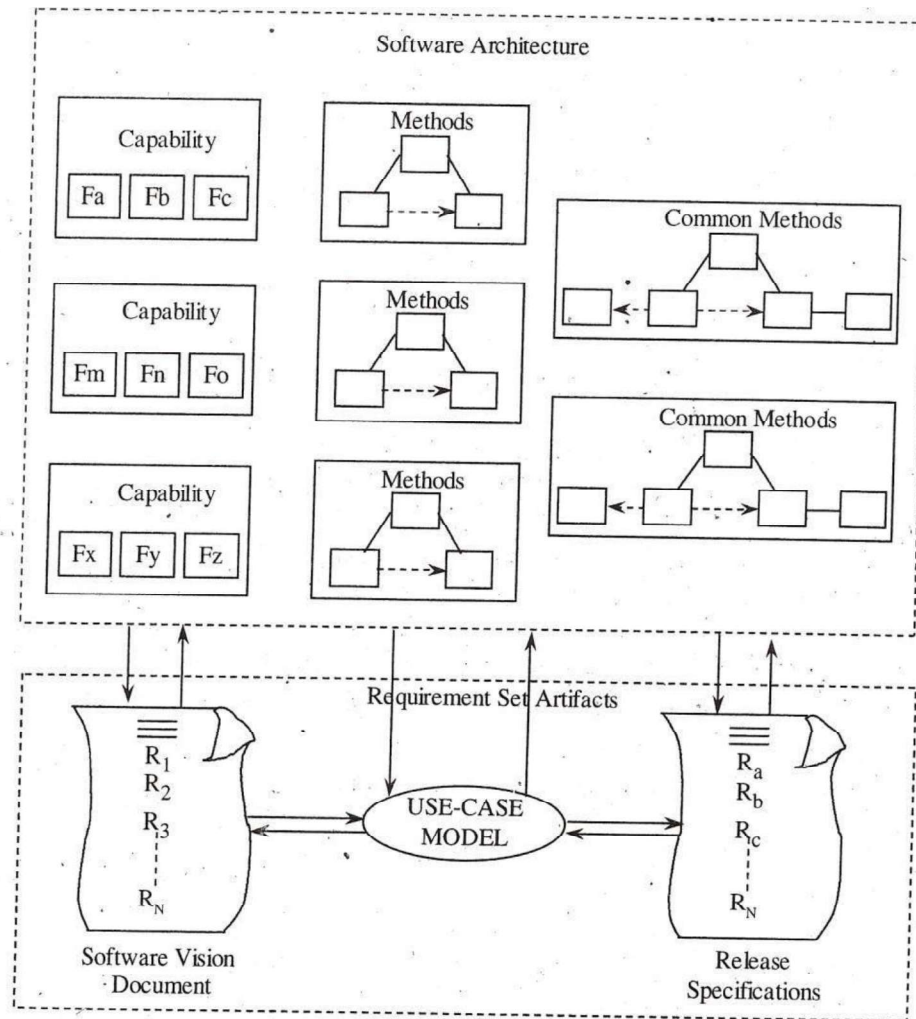 Software Architecture
Capability
Fa Fb Fc
Methods
Common Methods
Capability
Fm Fn Fo
Methods
Common Methods
Capability
Fx Fy Fz
Methods
Requirement Set Artifacts
R1
R2
R3
RN
Software Vision
Document
USE-CASE
MODEL
Ra
Rb
Rc
RN
Release
Specifications